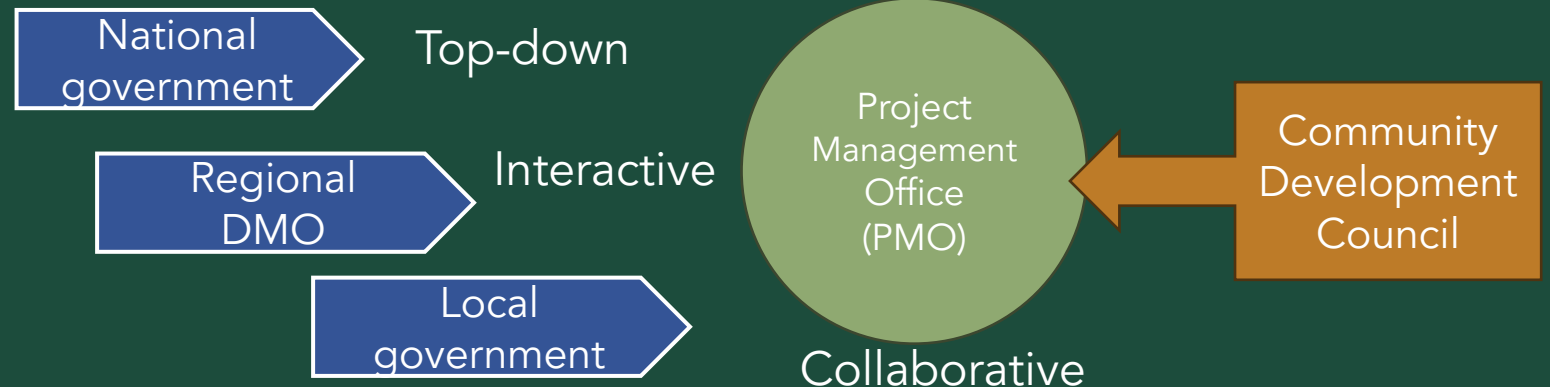 National
government
Top-down
Regional
DMO
Interactive
Local
government
Project
Management
Office
(PMO)
Collaborative
Community
Development
Council